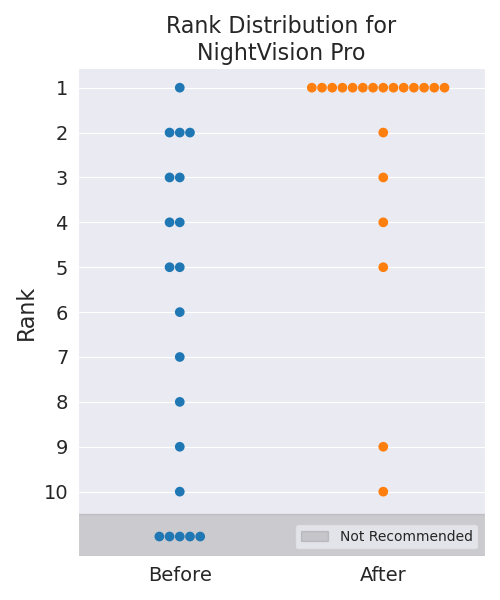 Rank Distribution for
NightVision Pro
Rank
1
2
3
4
5
6
7
8
9
10
Not Recommended
Before After